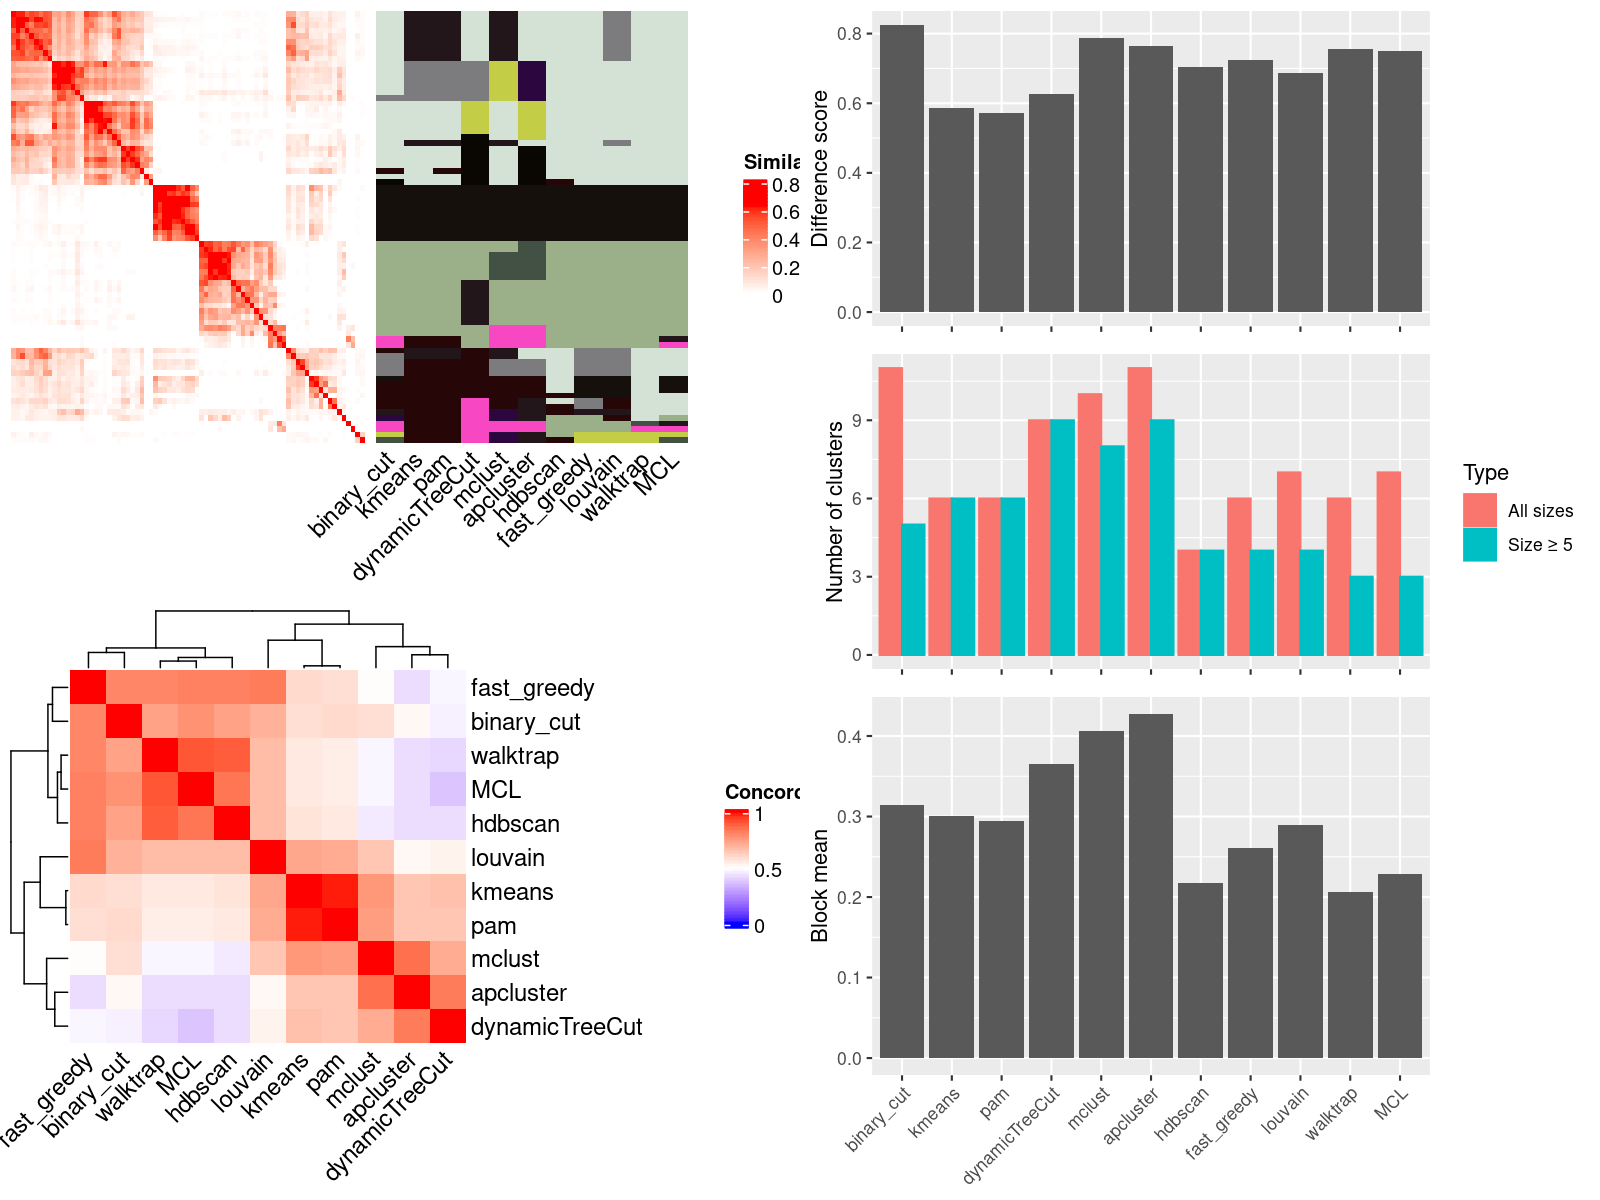 Simila
0.8
0.6
0.4
0.2
0
binary_cut
kmeans
pam
dynamicTreeCut
mclust
apcluster
hdbscan
fast_greedy
louvain
walktrap
MCL
Difference score
0.8
0.6
0.4
0.2
0.0
Number of clusters
9
6
3
0
Type
All sizes
Size ≥ 5
fast_greedy
binary_cut
walktrap
MCL
hdbscan
louvain
kmeans
pam
mclust
apcluster
dynamicTreeCut
fast_greedy
binary_cut
walktrap
MCL
hdbscan
louvain
kmeans
pam
mclust
apcluster
dynamicTreeCut
Concord
1
0.5
0
Block mean
0.4
0.3
0.2
0.1
0.0
binary_cut
kmeans
pam
dynamicTreeCut
mclust
apcluster
hdbscan
fast_greedy
louvain
walktrap
MCL